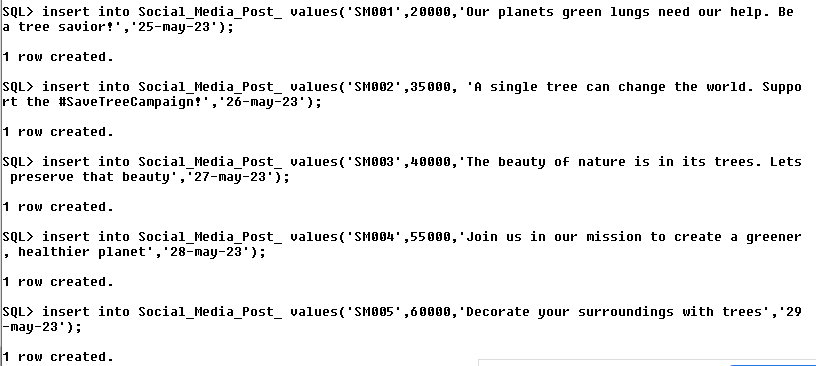 SQL> insert into Social_Media_Post_ values('SM001',20000,'Our planets green lungs need our help. Be
a tree savior!','25-may-23');
1 row created.
SQL> insert into Social_Media_Post_ values('SM002',35000, 'A single tree can change the world. Suppo
rt the #SaveTreeCampaign!','26-may-23');
1 row created.
SQL> insert into Social_Media_Post_ values('SM003',40000,'The beauty of nature is in its trees. Lets
 preserve that beauty','27-may-23');
1 row created.
SQL> insert into Social_Media_Post_ values('SM004',55000,'Join us in our mission to create a greener
, healthier planet','28-may-23');
1 row created.
SQL> insert into Social_Media_Post_ values('SM005',60000,'Decorate your surroundings with trees','29
-may-23');
1 row created.